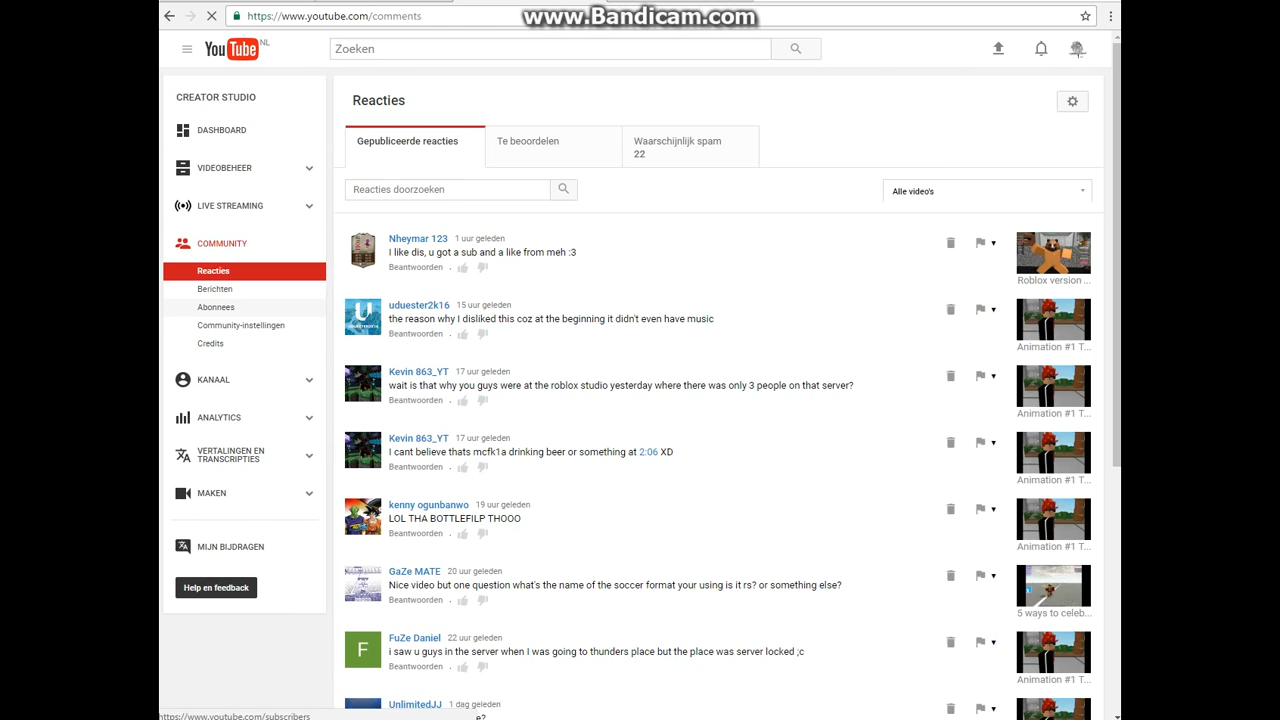 www.Bandicam.com
https://www.youtube.com/comments
YouTube NL
Zoeken
CREATOR STUDIO
DASHBOARD
VIDEOBEHEER
LIVE STREAMING
COMMUNITY
Reacties
Berichten
Abonnees
Community-instellingen
Credits
KANAAL
ANALYTICS
VERTALINGEN EN
TRANSCRIPTIES
MAKEN
MIJN BIJDRAGEN
Help en feedback
Reacties
Gepubliceerde reacties
Te beoordelen
Waarschijnlijk spam
22
Reacties doorzoeken
Alle video's
Nheymar 123 1 uur geleden
I like dis, u got a sub and a like from meh :3
Beantwoorden .
Roblox version ...
uduester2k16 15 uur geleden
the reason why I disliked this coz at the beginning it didn't even have music
Beantwoorden .
Animation #1 T...
Kevin 863_YT 17 uur geleden
wait is that why you guys were at the roblox studio yesterday where there was only 3 people on that server?
Beantwoorden .
Animation #1 T...
Kevin 863_YT 17 uur geleden
I cant believe thats mcfk1a drinking beer or something at 2:06 XD
Beantwoorden .
Animation #1 T...
kenny ogunbanwo 19 uur geleden
LOL THA BOTTLEFILP THOOO
Beantwoorden .
Animation #1 T...
GaZe MATE 20 uur geleden
Nice video but one question what's the name of the soccer format your using is it rs? or something else?
Beantwoorden .
5 ways to celeb...
F
FuZe Daniel 22 uur geleden
i saw u guys in the server when I was going to thunders place but the place was server locked ;c
Beantwoorden .
Animation #1 T...
UnlimitedJJ 1 dag geleden
https://www.youtube.com/subscribers